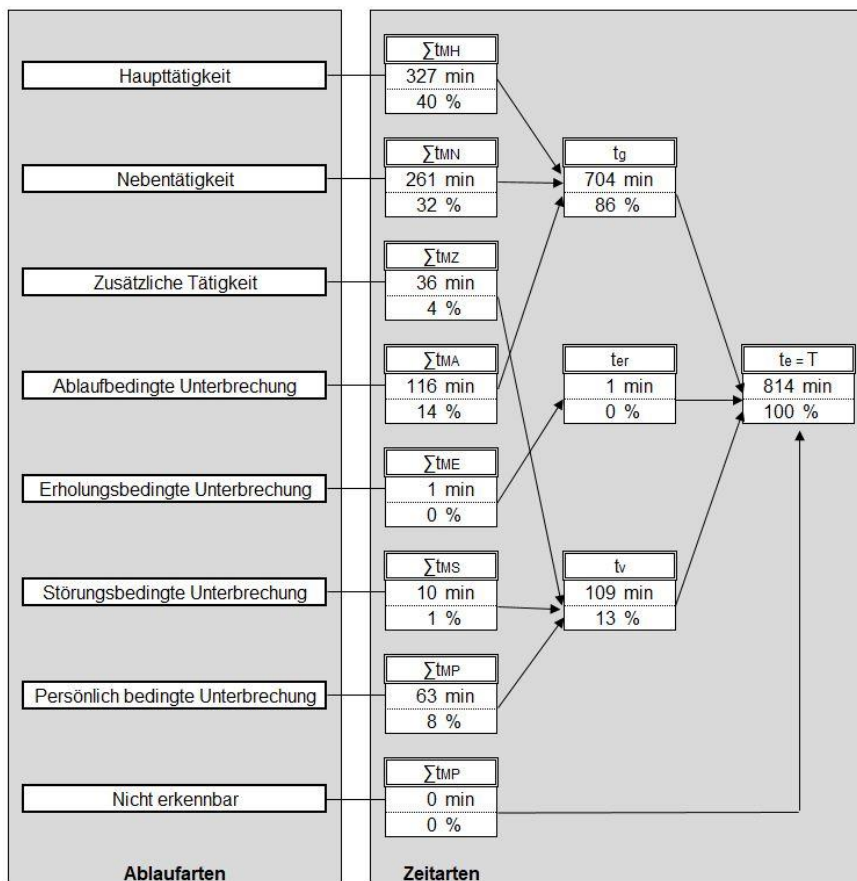 ∑tMH
Haupttätigkeit
327 min
40 %
∑tMN
tg
Nebentätigkeit
261 min
704 min
32 %
86 %
∑tMZ
Zusätzliche Tätigkeit
36 min
4 %
∑tMA
ter
te = T
Ablaufbedingte Unterbrechung
116 min
1 min
814 min
14 %
0 %
100 %
∑tME
Erholungsbedingte Unterbrechung
1 min
0 %
∑tMS
tv
Störungsbedingte Unterbrechung
10 min
109 min
1 %
13 %
∑tMP
Persönlich bedingte Unterbrechung
63 min
8 %
∑tMP
Nicht erkennbar
0 min
0 %
Ablaufarten
Zeitarten